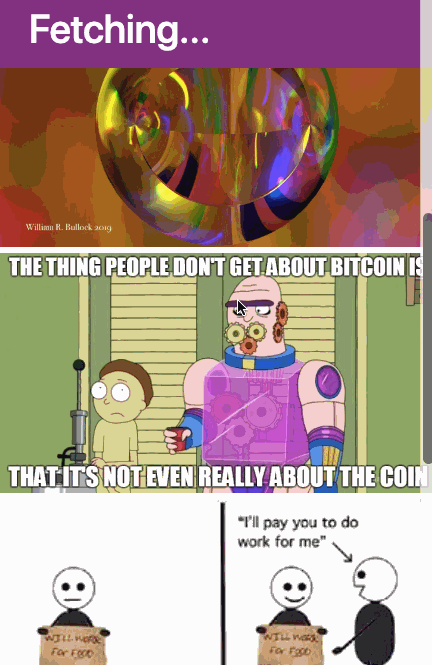 Fetching...
William R. Bullock 2019
THE THING PEOPLE DON'T GET ABOUT BITCOIN IS
THAT IT'S NOT EVEN REALLY ABOUT THE COIN
"I'll pay you to do
work for me"
WILL WORK
FOR FOOD
WILL WORK
FOR FOOD